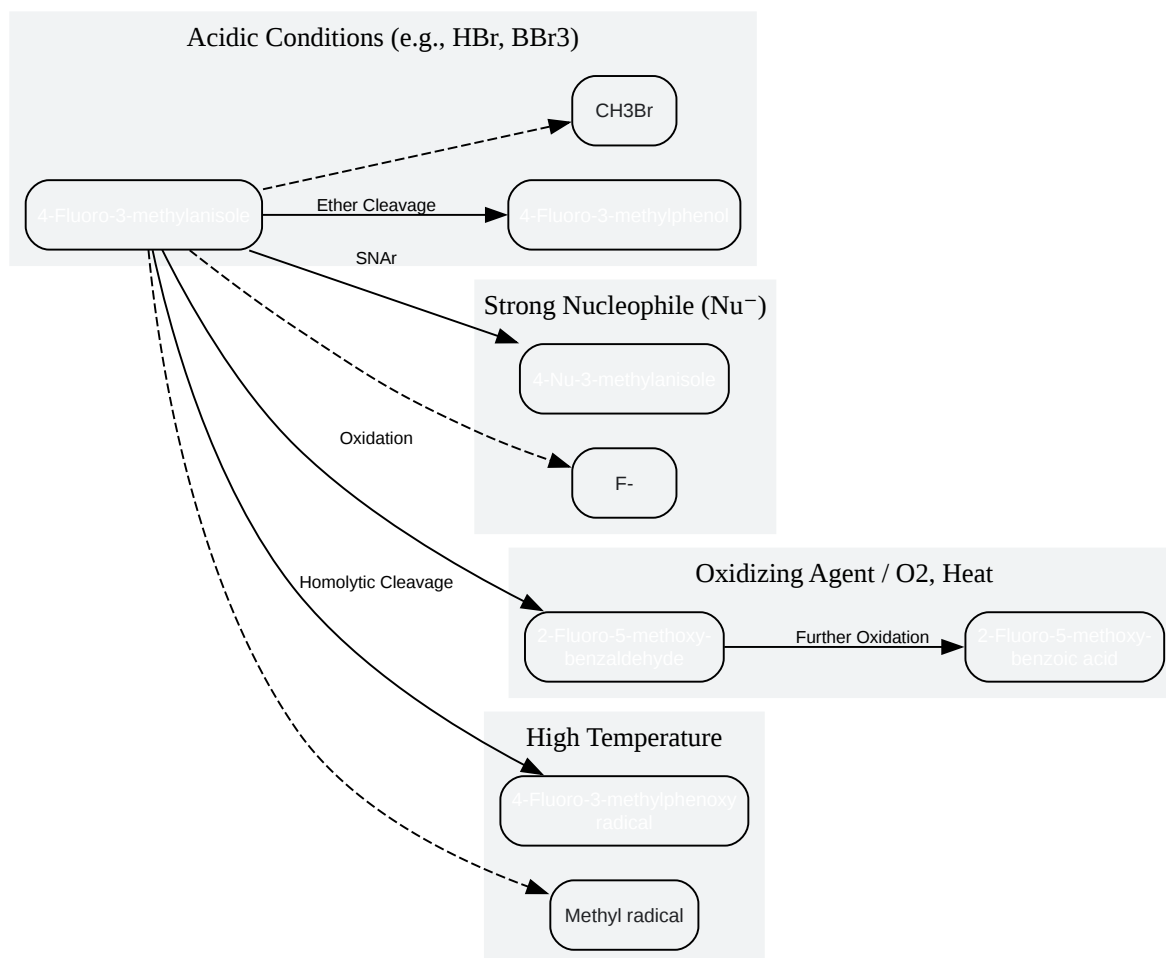 Acidic Conditions (e.g., HBr, BBr3)
CH3Br
4-Fluoro-3-methylanisole
Ether Cleavage
4-Fluoro-3-methylphenol
SNAr
Strong Nucleophile (Nu⁻)
4-Nu-3-methylanisole
Oxidation
F-
Oxidizing Agent / O2, Heat
Homolytic Cleavage
2-Fluoro-5-methoxy-
benzaldehyde
Further Oxidation
2-Fluoro-5-methoxy-
benzoic acid
High Temperature
4-Fluoro-3-methylphenoxy
radical
Methyl radical